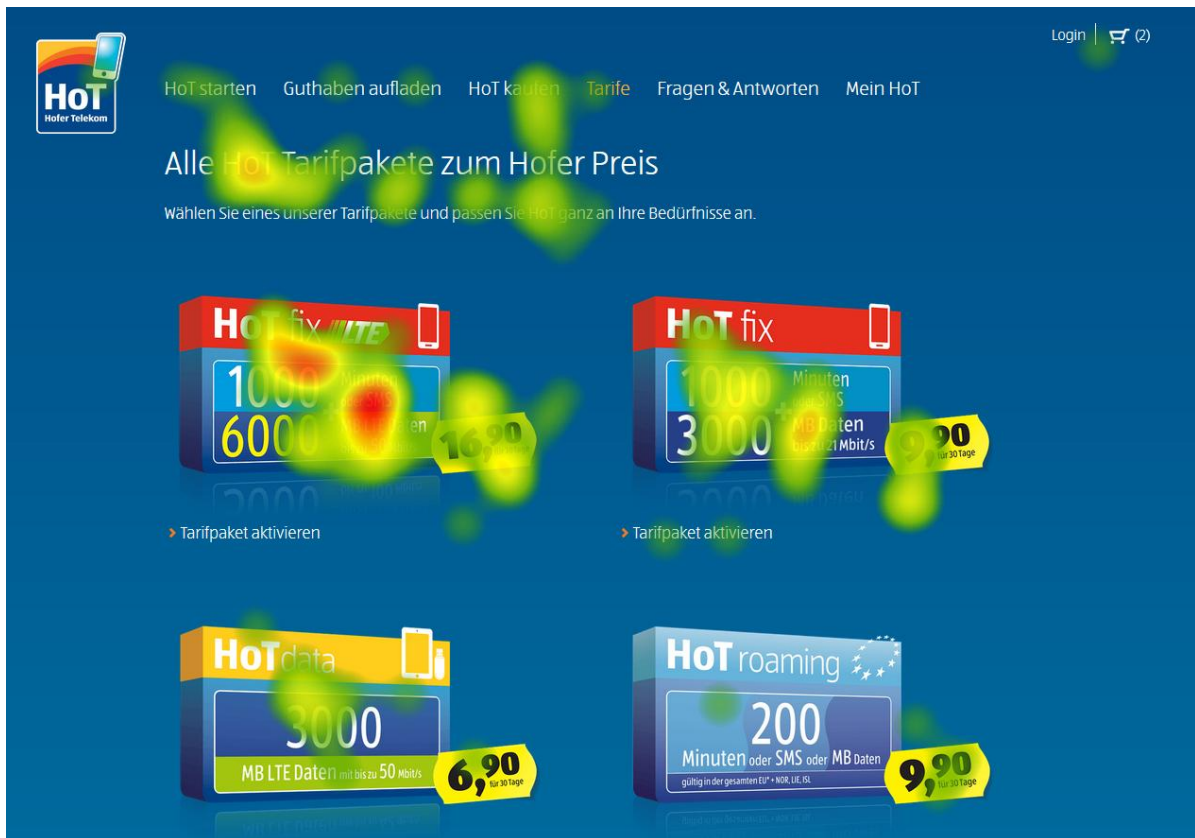 Login (2)
HoT
Hofer Telekom
HoT starten Guthaben aufladen HoT kaufen Tarife Fragen & Antworten Mein HoT
Alle HoT Tarifpakete zum Hofer Preis
Wählen Sie eines unserer Tarifpakete und passen Sie HoT ganz an Ihre Bedürfnisse an.
HoT fix LTE
1000 Minuten
SMS
6000
16,90
> Tarifpaket aktivieren
HoT fix
1000 Minuten
SMS
+
3000 MB Daten
bis zu 21 Mbit/s
9,90
für 30 Tage
> Tarifpaket aktivieren
HoT data
3000
MB LTE Daten mit bis zu 50 Mbit/s
6,90
für 30 Tage
HoT roaming
200
Minuten oder SMS oder MB Daten
gültig in der gesamten EU* + NOR, LIE, ISL
9,90
für 30 Tage